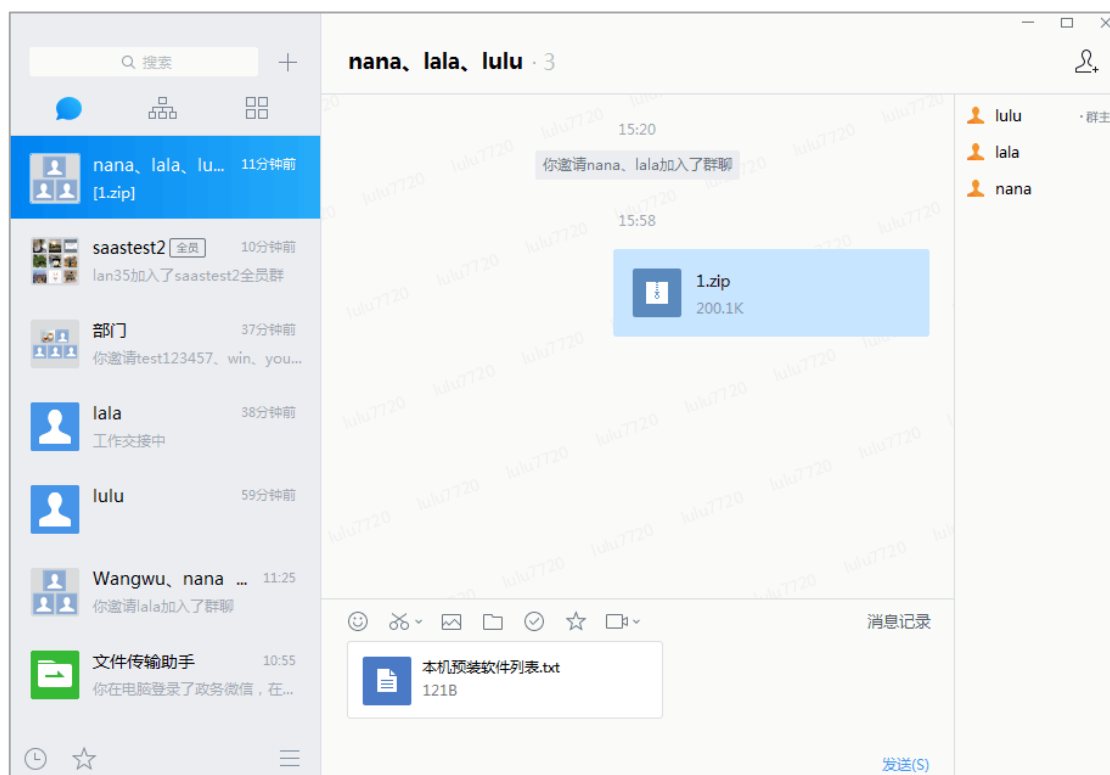 搜索
nana、lala、lu... 11分钟前
[1.zip]
saastest2 全员 10分钟前
lan35加入了saastest2全员群
部门 37分钟前
你邀请test123457、win、you...
lala 38分钟前
工作交接中
lulu 59分钟前
Wangwu、nana ... 11:25
你邀请lala加入了群聊
文件传输助手 10:55
你在电脑登录了政务微信，在...
nana、lala、lulu · 3
15:20
你邀请nana、lala加入了群聊
15:58
1.zip
200.1K
消息记录
本机预装软件列表.txt
121B
发送(S)
lulu ·群主
lala
nana
lulu7720